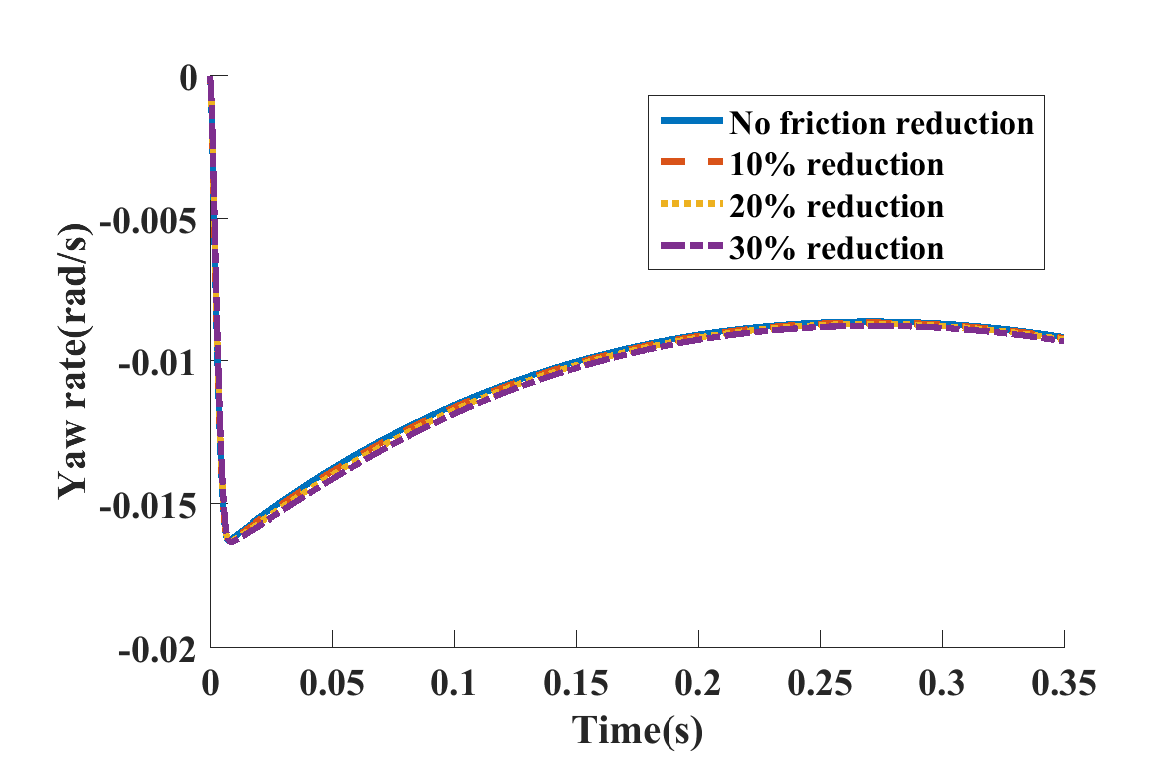 0
-0.005
-0.01
-0.015
-0.02
Yaw rate(rad/s)
No friction reduction
10% reduction
20% reduction
30% reduction
0 0.05 0.1 0.15 0.2 0.25 0.3 0.35
Time(s)